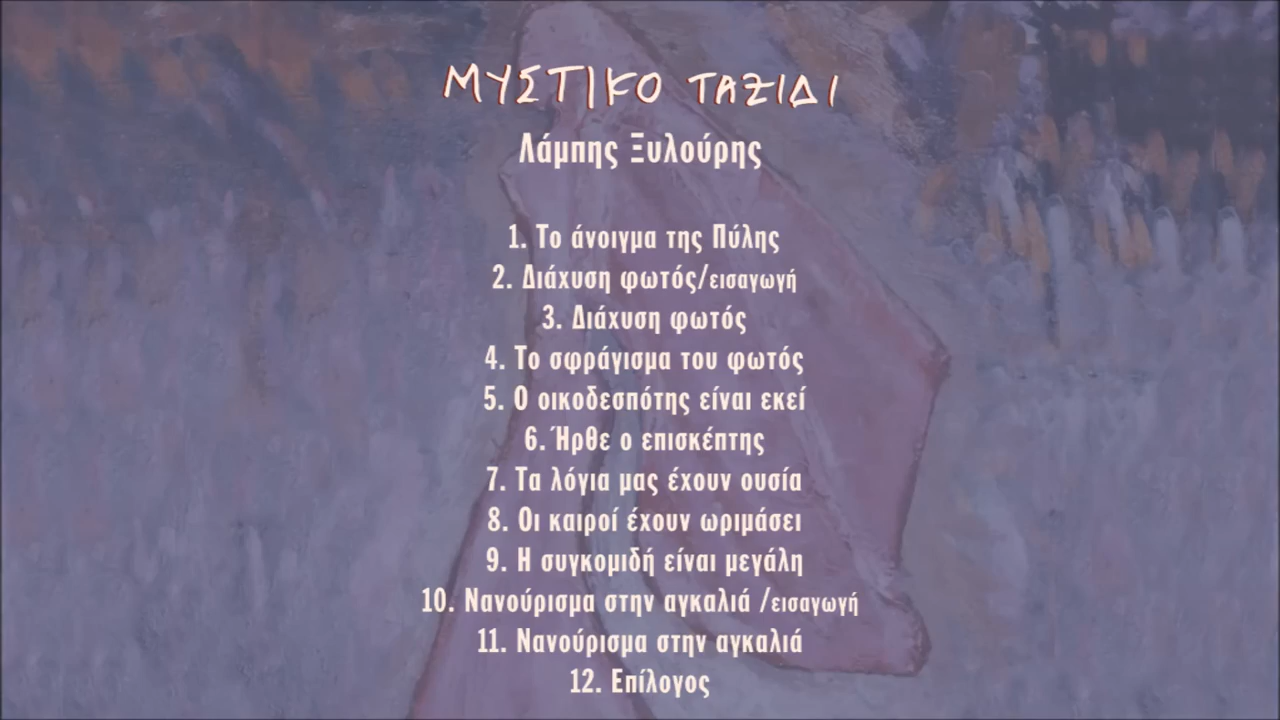 ΜΥΣΤΙΚΟ ΤΑΞΙΔΙ
Λάμπης Ξυλούρης
1. Το άνοιγμα της Πύλης
2. Διάχυση φωτός/εισαγωγή
3. Διάχυση φωτός
4. Το σφράγισμα του φωτός
5. Ο οικοδεσπότης είναι εκεί
6. Ήρθε ο επισκέπτης
7. Τα λόγια μας έχουν ουσία
8. Οι καιροί έχουν ωριμάσει
9. Η συγκομιδή είναι μεγάλη
10. Νανούρισμα στην αγκαλιά /εισαγωγή
11. Νανούρισμα στην αγκαλιά
12. Επίλογος